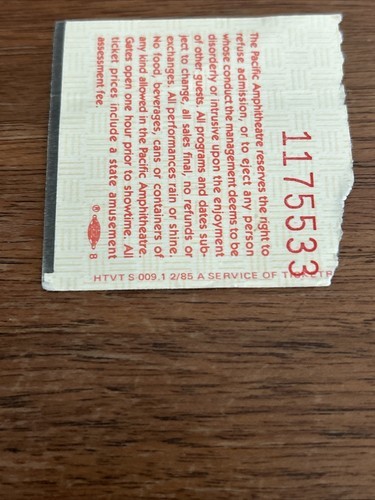 1175533
The Pacific Amphitheatre reserves the right to
refuse admission, or to eject any person
whose conduct the management deems to be
disorderly or intrusive upon the enjoyment
of other guests. All programs and dates sub-
ject to change, all sales final, no refunds or
exchanges. All performances rain or shine.
No food, beverages, cans or containers of
any kind allowed in the Pacific Amphitheatre.
Gates open one hour prior to showtime. All
ticket prices include a state amusement
assessment fee.
8
HTVT S 009.1 2/85 A SERVICE OF TICKETR